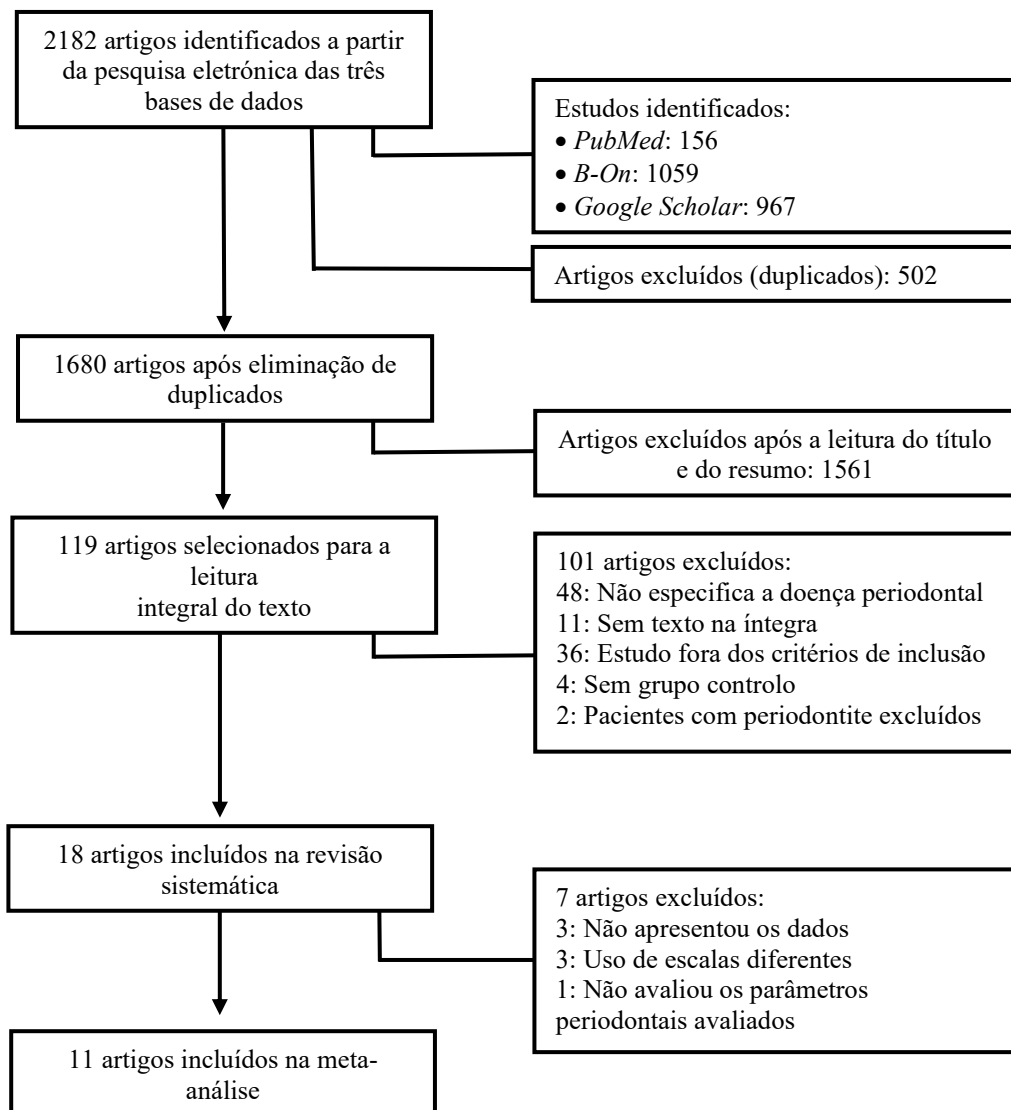 2182 artigos identificados a partir
da pesquisa eletrónica das três
bases de dados
Estudos identificados:
• PubMed: 156
• B-On: 1059
• Google Scholar: 967
Artigos excluídos (duplicados): 502
1680 artigos após eliminação de
duplicados
Artigos excluídos após a leitura do título
e do resumo: 1561
119 artigos selecionados para a
leitura
integral do texto
101 artigos excluídos:
48: Não especifica a doença periodontal
11: Sem texto na íntegra
36: Estudo fora dos critérios de inclusão
4: Sem grupo controlo
2: Pacientes com periodontite excluídos
18 artigos incluídos na revisão
sistemática
7 artigos excluídos:
3: Não apresentou os dados
3: Uso de escalas diferentes
1: Não avaliou os parâmetros
periodontais avaliados
11 artigos incluídos na meta-
análise